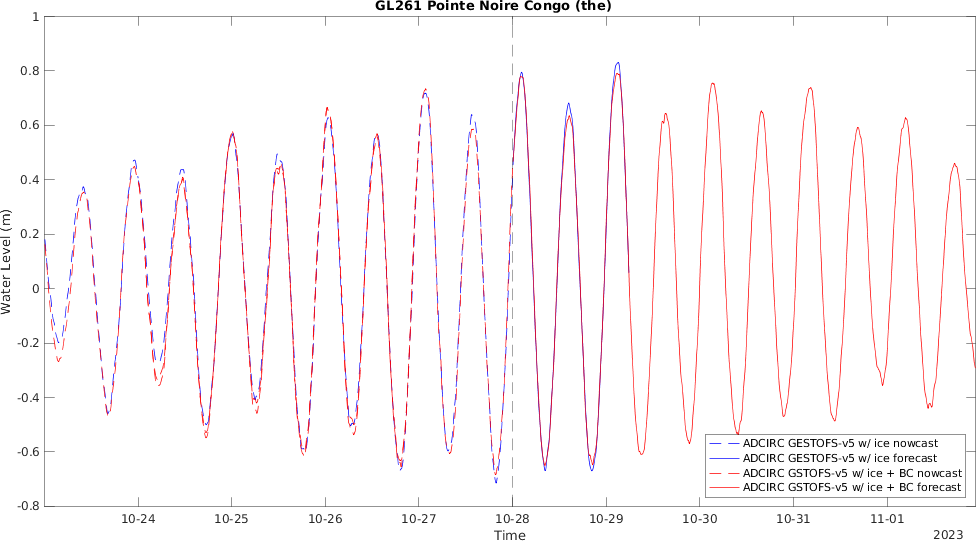 GL261 Pointe Noire Congo (the)
1
0.8
0.6
0.4
0.2
0
-0.2
-0.4
-0.6
-0.8
Water Level (m)
ADCIRC GESTOFS-v5 w/ ice nowcast
ADCIRC GESTOFS-v5 w/ ice forecast
ADCIRC GSTOFS-v5 w/ ice + BC nowcast
ADCIRC GSTOFS-v5 w/ ice + BC forecast
10-24 10-25 10-26 10-27 10-28 10-29 10-30 10-31 11-01
Time
2023